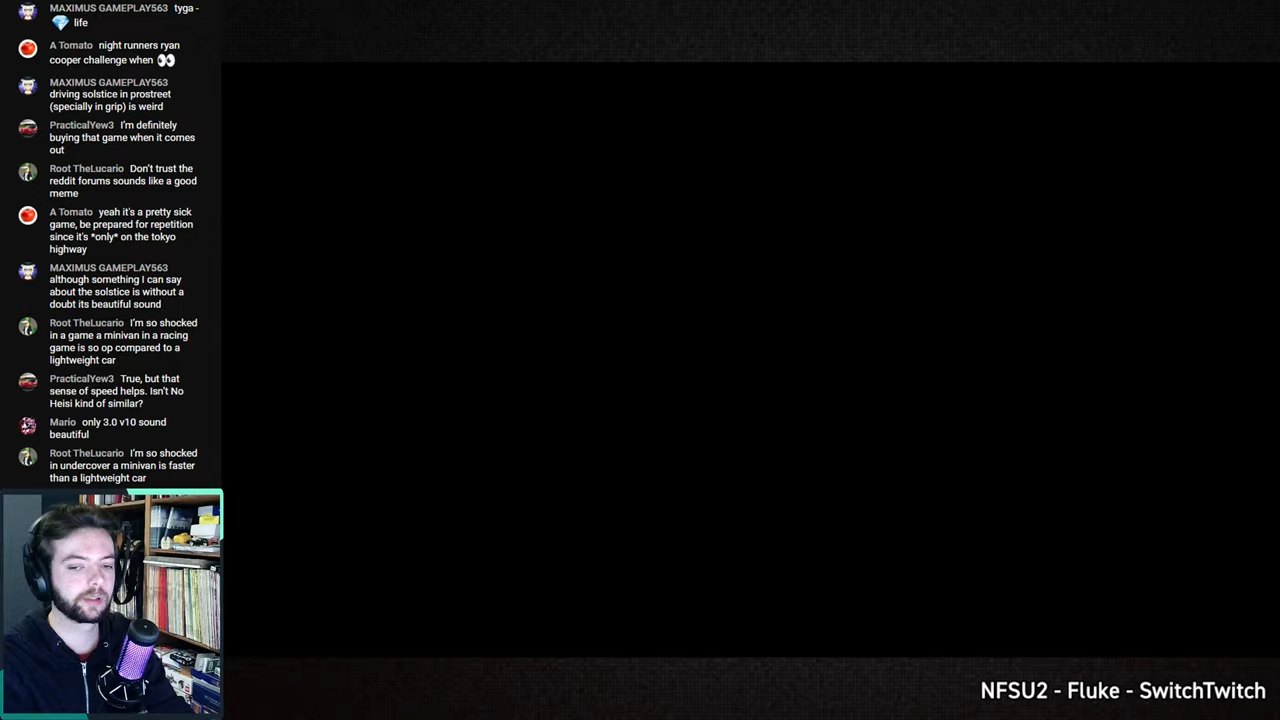 MAXIMUS GAMEPLAY563 tyga -
💎 life
A Tomato night runners ryan
cooper challenge when 👀
MAXIMUS GAMEPLAY563
driving solstice in prostreet
(specially in grip) is weird
PracticalYew3 I'm definitely
buying that game when it comes
out
Root TheLucario Don't trust the
reddit forums sounds like a good
meme
A Tomato yeah it's a pretty sick
game, be prepared for repetition
since it's *only* on the tokyo
highway
MAXIMUS GAMEPLAY563
although something I can say
about the solstice is without a
doubt its beautiful sound
Root TheLucario I'm so shocked
in a game a minivan in a racing
game is so op compared to a
lightweight car
PracticalYew3 True, but that
sense of speed helps. Isn't No
Heisi kind of similar?
Mario only 3.0 v10 sound
beautiful
Root TheLucario I'm so shocked
in undercover a minivan is faster
than a lightweight car
NFSU2 - Fluke - SwitchTwitch